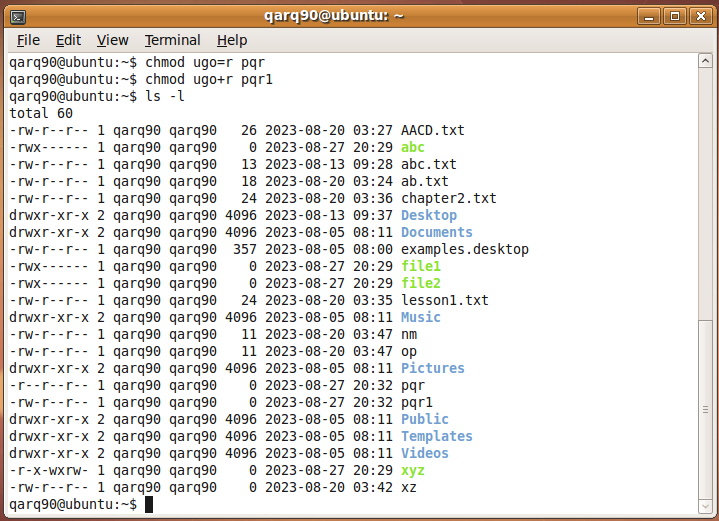 qarq90@ubuntu: ~
File Edit View Terminal Help
qarq90@ubuntu:~$ chmod ugo=r pqr
qarq90@ubuntu:~$ chmod ugo+r pqr1
qarq90@ubuntu:~$ ls -l
total 60
-rw-r--r-- 1 qarq90 qarq90   26 2023-08-20 03:27 AACD.txt
-rwx------ 1 qarq90 qarq90    0 2023-08-27 20:29 abc
-rw-r--r-- 1 qarq90 qarq90   13 2023-08-13 09:28 abc.txt
-rw-r--r-- 1 qarq90 qarq90   18 2023-08-20 03:24 ab.txt
-rw-r--r-- 1 qarq90 qarq90   24 2023-08-20 03:36 chapter2.txt
drwxr-xr-x 2 qarq90 qarq90 4096 2023-08-13 09:37 Desktop
drwxr-xr-x 2 qarq90 qarq90 4096 2023-08-05 08:11 Documents
-rw-r--r-- 1 qarq90 qarq90  357 2023-08-05 08:00 examples.desktop
-rwx------ 1 qarq90 qarq90    0 2023-08-27 20:29 file1
-rwx------ 1 qarq90 qarq90    0 2023-08-27 20:29 file2
-rw-r--r-- 1 qarq90 qarq90   24 2023-08-20 03:35 lesson1.txt
drwxr-xr-x 2 qarq90 qarq90 4096 2023-08-05 08:11 Music
-rw-r--r-- 1 qarq90 qarq90   11 2023-08-20 03:47 nm
-rw-r--r-- 1 qarq90 qarq90   11 2023-08-20 03:47 op
drwxr-xr-x 2 qarq90 qarq90 4096 2023-08-05 08:11 Pictures
-r--r--r-- 1 qarq90 qarq90    0 2023-08-27 20:32 pqr
-rw-r--r-- 1 qarq90 qarq90    0 2023-08-27 20:32 pqr1
drwxr-xr-x 2 qarq90 qarq90 4096 2023-08-05 08:11 Public
drwxr-xr-x 2 qarq90 qarq90 4096 2023-08-05 08:11 Templates
drwxr-xr-x 2 qarq90 qarq90 4096 2023-08-05 08:11 Videos
-r-x-wxrw- 1 qarq90 qarq90    0 2023-08-27 20:29 xyz
-rw-r--r-- 1 qarq90 qarq90    0 2023-08-20 03:42 xz
qarq90@ubuntu:~$